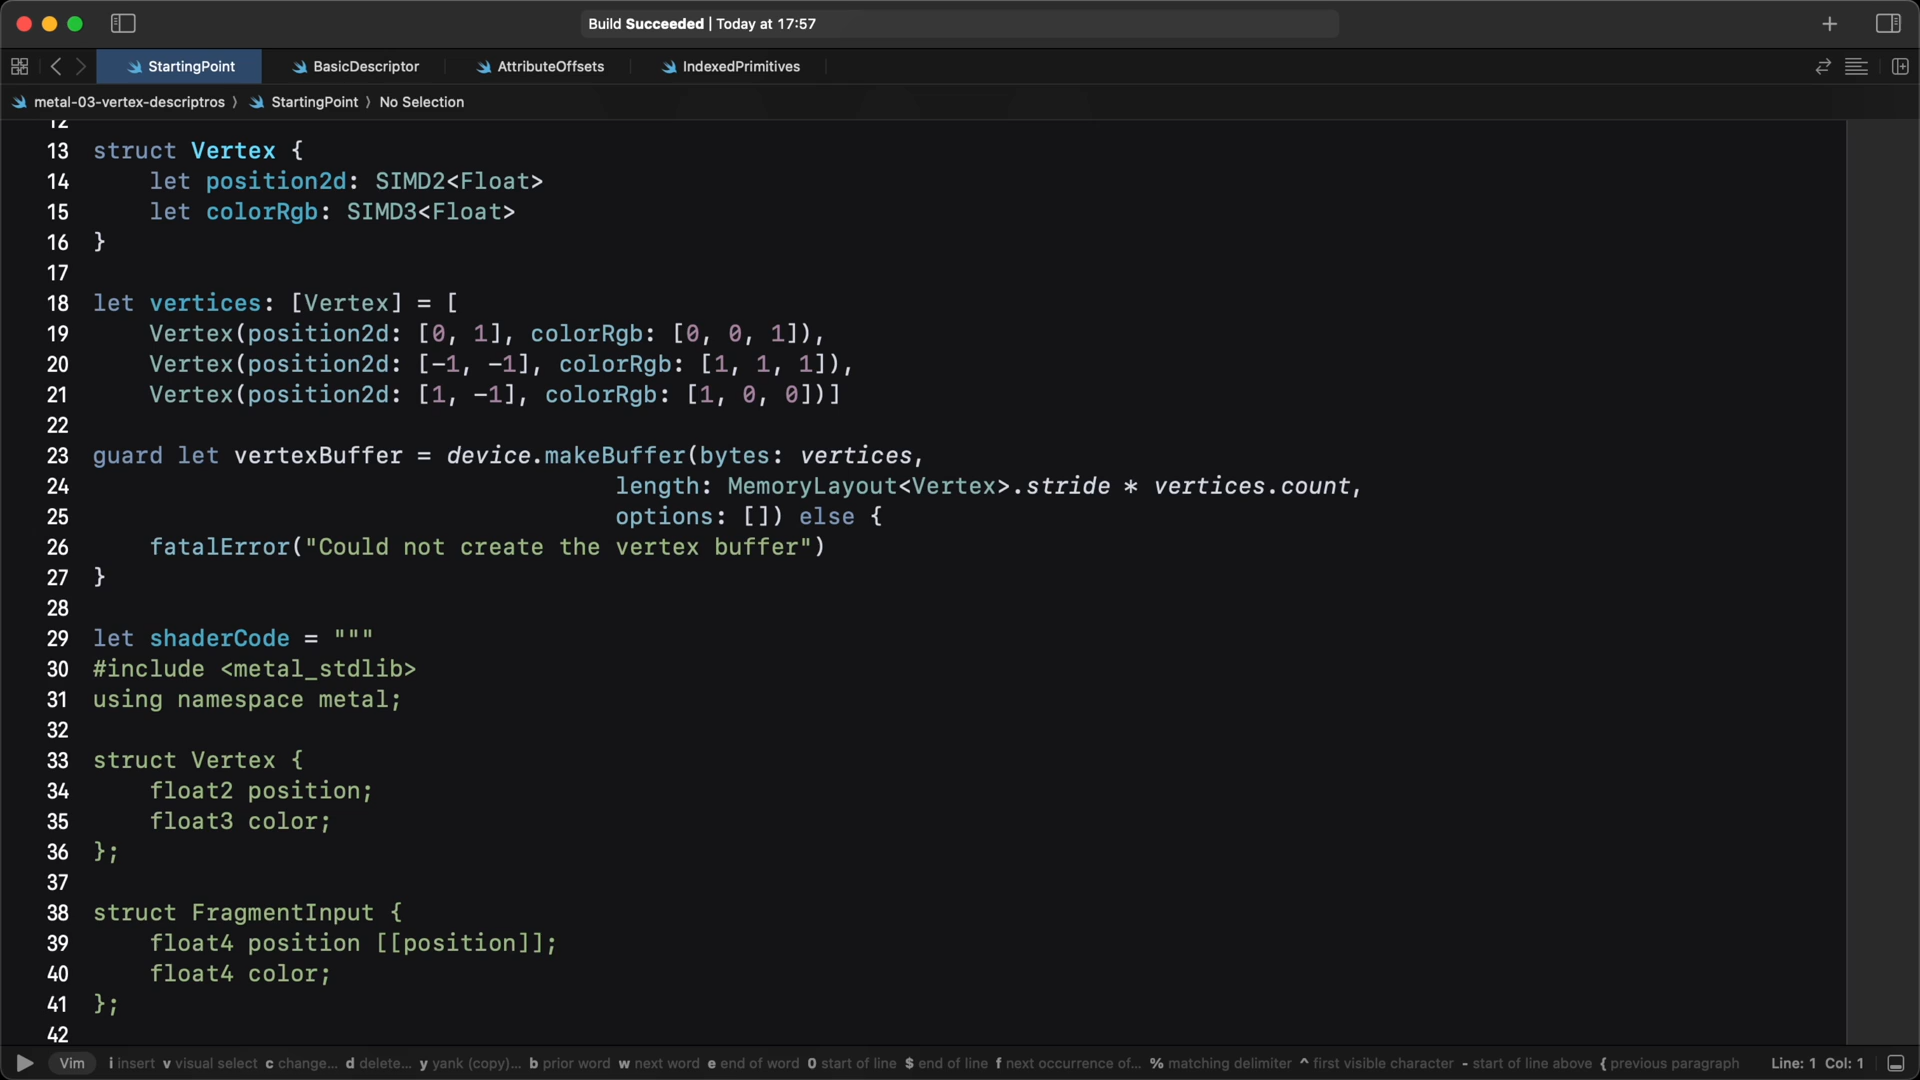 Build Succeeded | Today at 17:57
StartingPoint BasicDescriptor AttributeOffsets IndexedPrimitives
metal-03-vertex-descriptros ⟩ StartingPoint ⟩ No Selection
12
13 struct Vertex {
14     let position2d: SIMD2<Float>
15     let colorRgb: SIMD3<Float>
16 }
17
18 let vertices: [Vertex] = [
19     Vertex(position2d: [0, 1], colorRgb: [0, 0, 1]),
20     Vertex(position2d: [-1, -1], colorRgb: [1, 1, 1]),
21     Vertex(position2d: [1, -1], colorRgb: [1, 0, 0])]
22
23 guard let vertexBuffer = device.makeBuffer(bytes: vertices,
24                                      length: MemoryLayout<Vertex>.stride * vertices.count,
25                                      options: []) else {
26     fatalError("Could not create the vertex buffer")
27 }
28
29 let shaderCode = """
30 #include <metal_stdlib>
31 using namespace metal;
32
33 struct Vertex {
34     float2 position;
35     float3 color;
36 };
37
38 struct FragmentInput {
39     float4 position [[position]];
40     float4 color;
41 };
42
Vim i insert v visual select c change... d delete... y yank (copy)... b prior word w next word e end of word 0 start of line $ end of line f next occurrence of... % matching delimiter ^ first visible character - start of line above { previous paragraph Line: 1 Col: 1